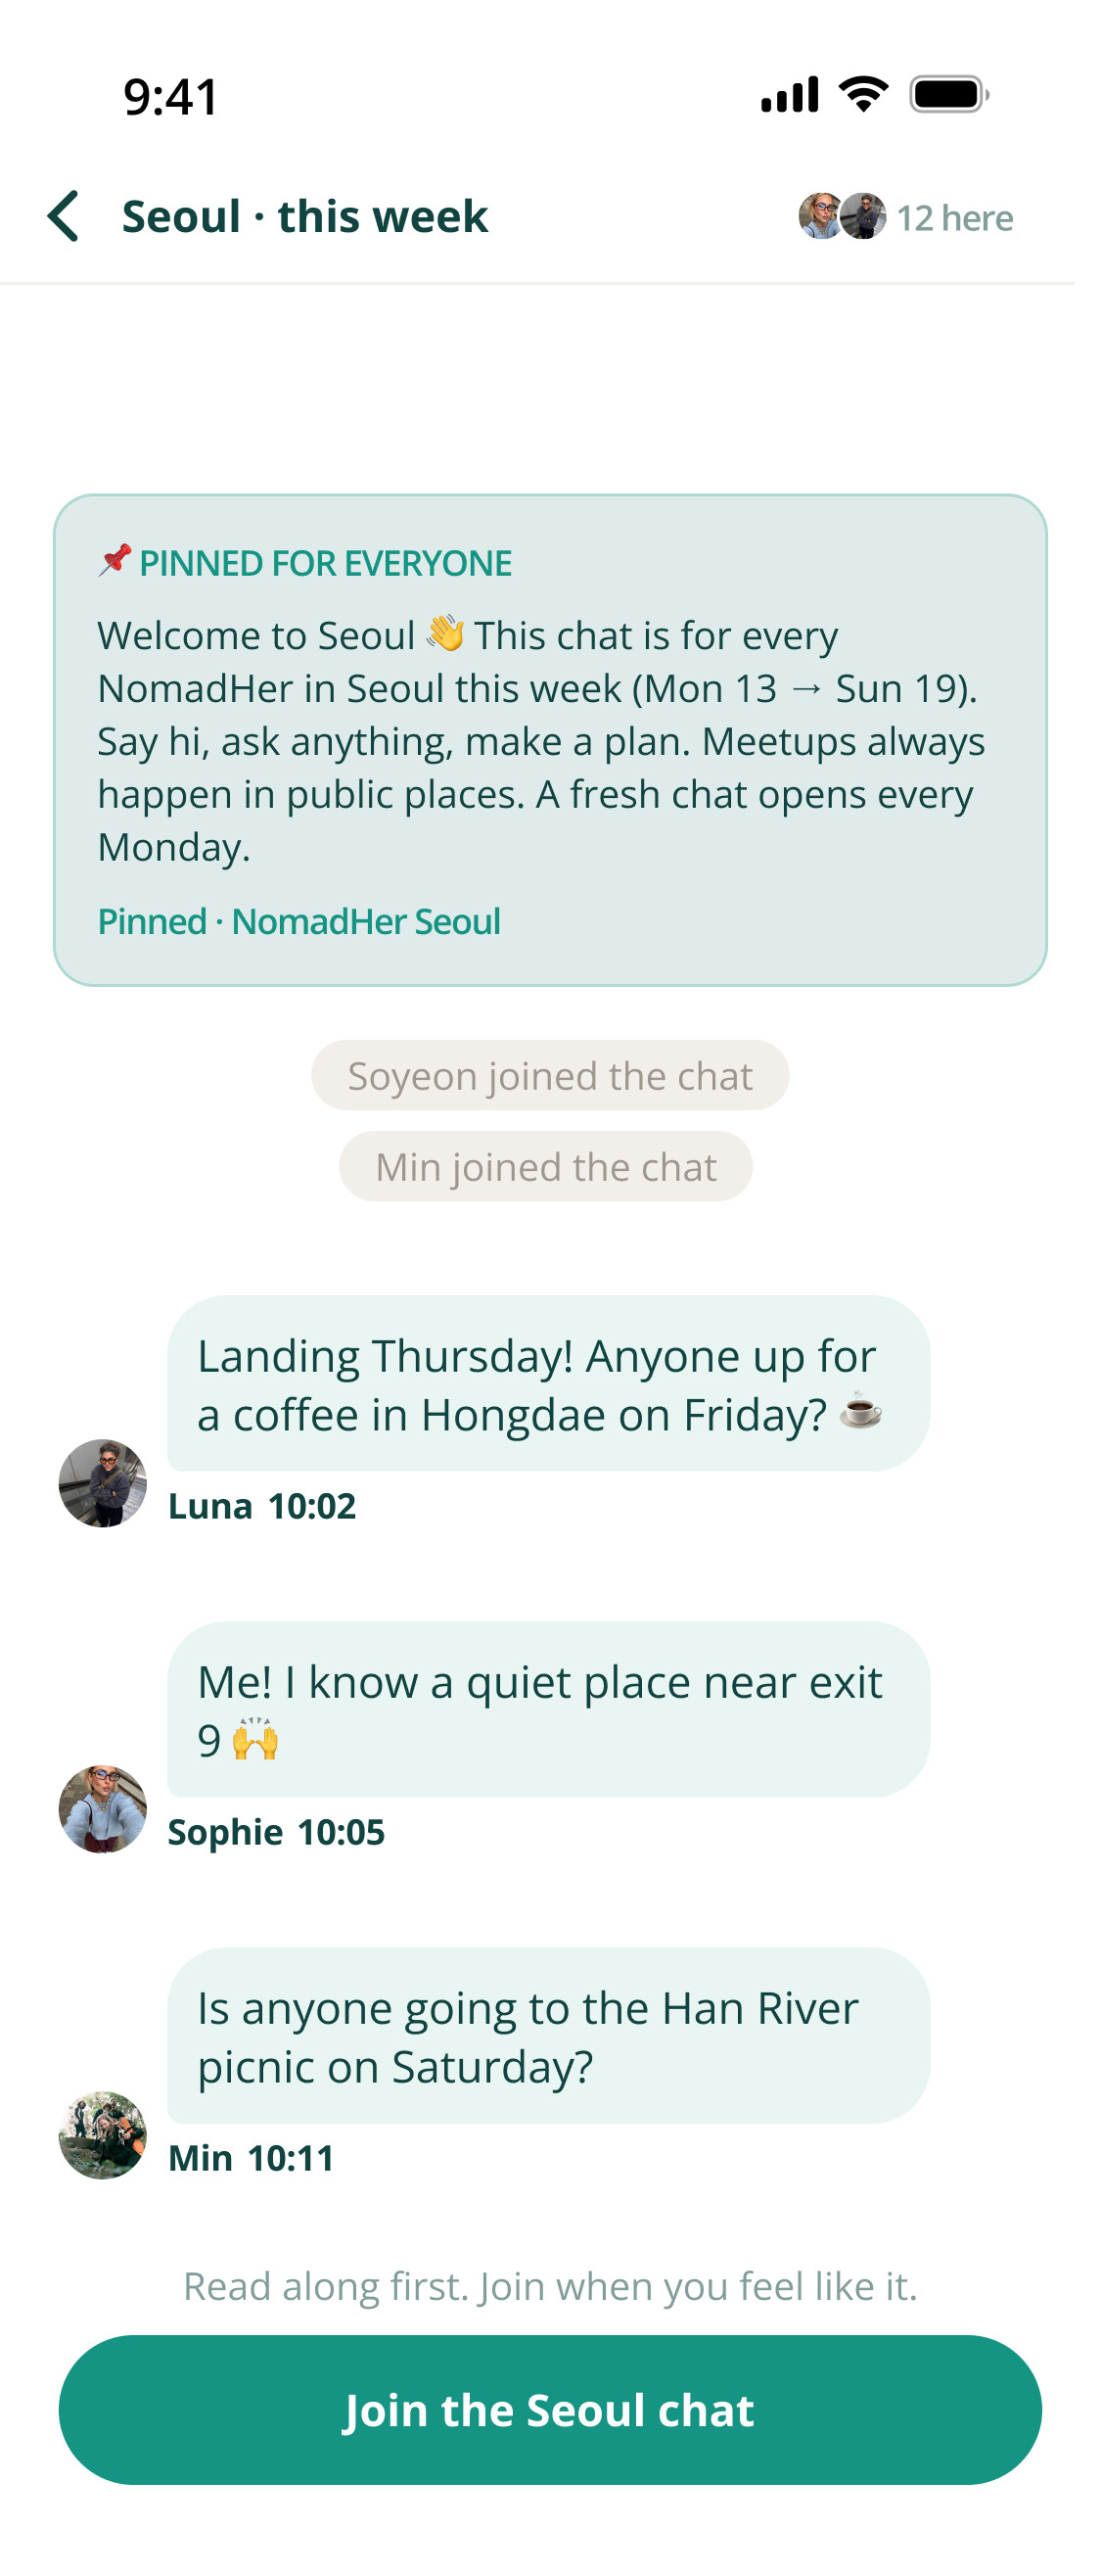 9:41
Seoul · this week
12 here
📌 PINNED FOR EVERYONE
Welcome to Seoul 👋 This chat is for every
NomadHer in Seoul this week (Mon 13 → Sun 19).
Say hi, ask anything, make a plan. Meetups always
happen in public places. A fresh chat opens every
Monday.
Pinned · NomadHer Seoul
Soyeon joined the chat
Min joined the chat
Landing Thursday! Anyone up for
a coffee in Hongdae on Friday? ☕
Luna 10:02
Me! I know a quiet place near exit
9 🙌
Sophie 10:05
Is anyone going to the Han River
picnic on Saturday?
Min 10:11
Read along first. Join when you feel like it.
Join the Seoul chat